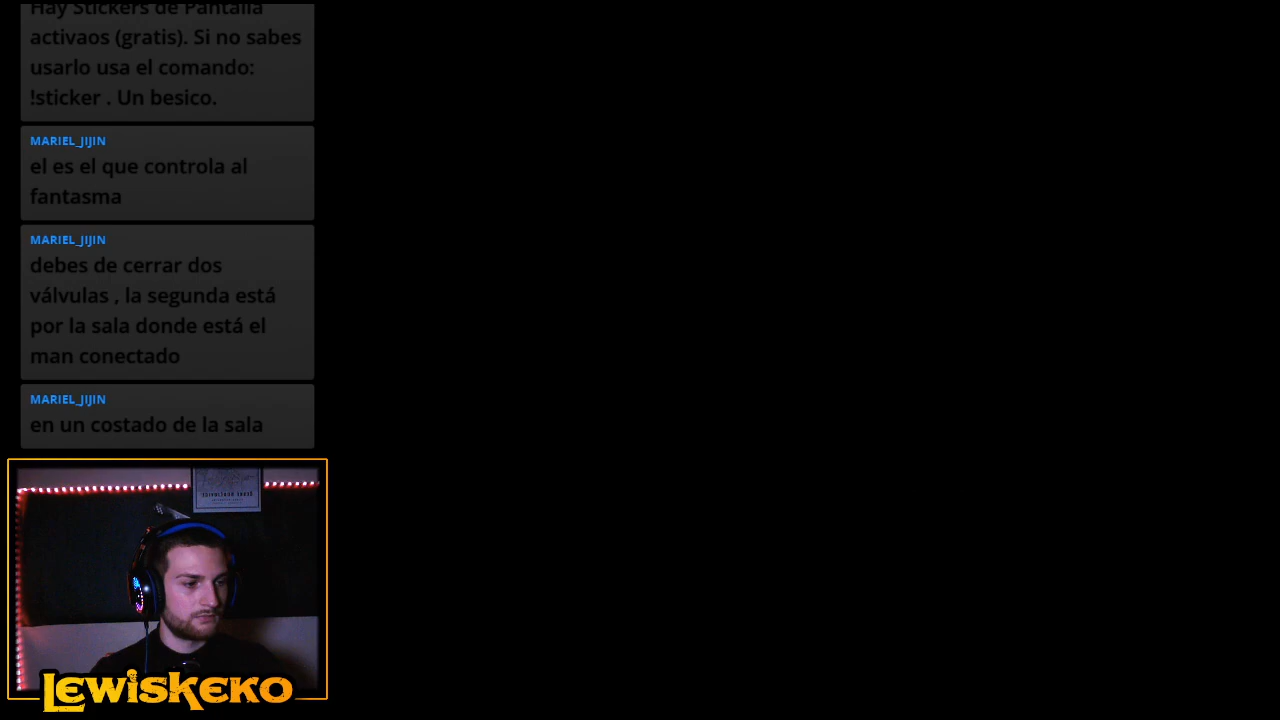 Hay Stickers de Pantalla
activaos (gratis). Si no sabes
usarlo usa el comando:
!sticker . Un besico.
MARIEL_JIJIN
el es el que controla al
fantasma
MARIEL_JIJIN
debes de cerrar dos
válvulas , la segunda está
por la sala donde está el
man conectado
MARIEL_JIJIN
en un costado de la sala
LEWISKEKO